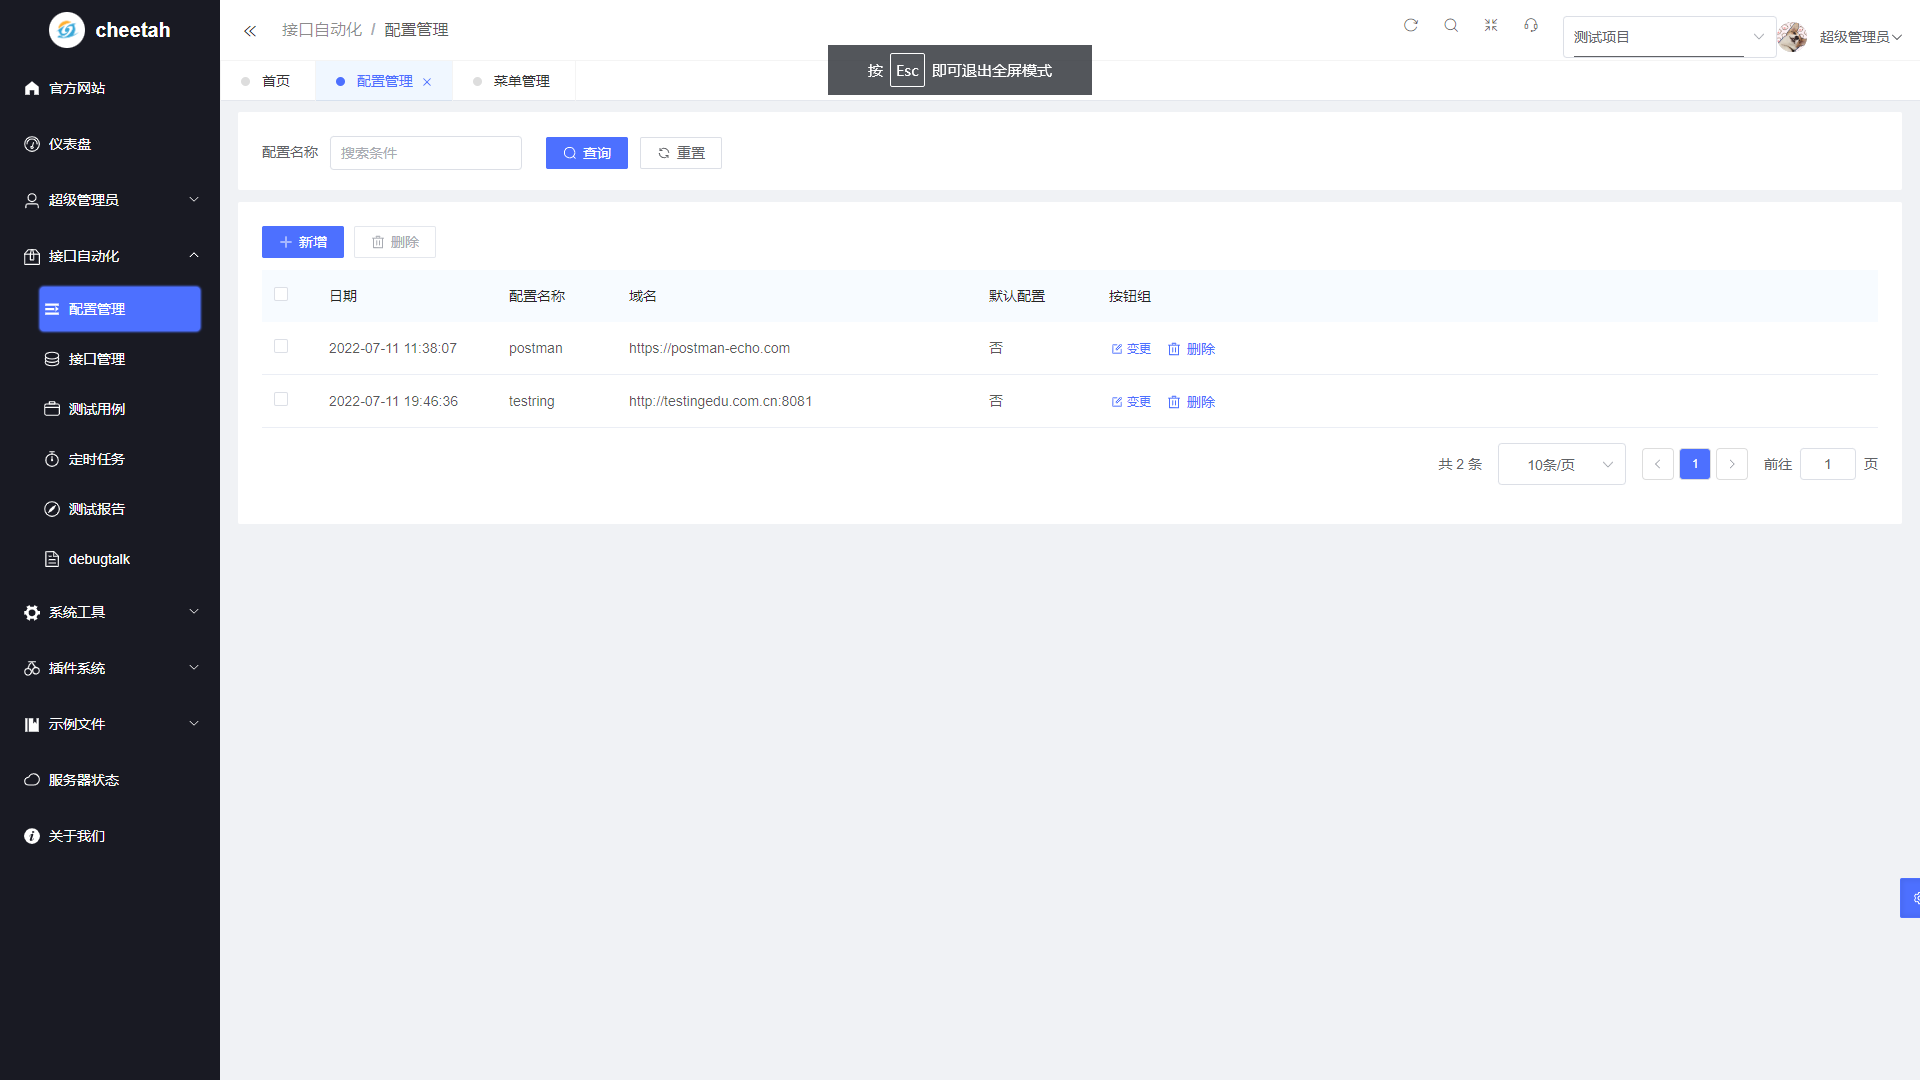 cheetah
官方网站
仪表盘
超级管理员
接口自动化
配置管理
接口管理
测试用例
定时任务
测试报告
debugtalk
系统工具
插件系统
示例文件
服务器状态
关于我们
接口自动化 / 配置管理
测试项目
超级管理员
按 Esc 即可退出全屏模式
首页
配置管理
菜单管理
配置名称 搜索条件 查询 重置
新增 删除
日期 配置名称 域名 默认配置 按钮组
2022-07-11 11:38:07 postman https://postman-echo.com 否 变更 删除
2022-07-11 19:46:36 testring http://testingedu.com.cn:8081 否 变更 删除
共 2 条 10条/页 1 前往 1 页